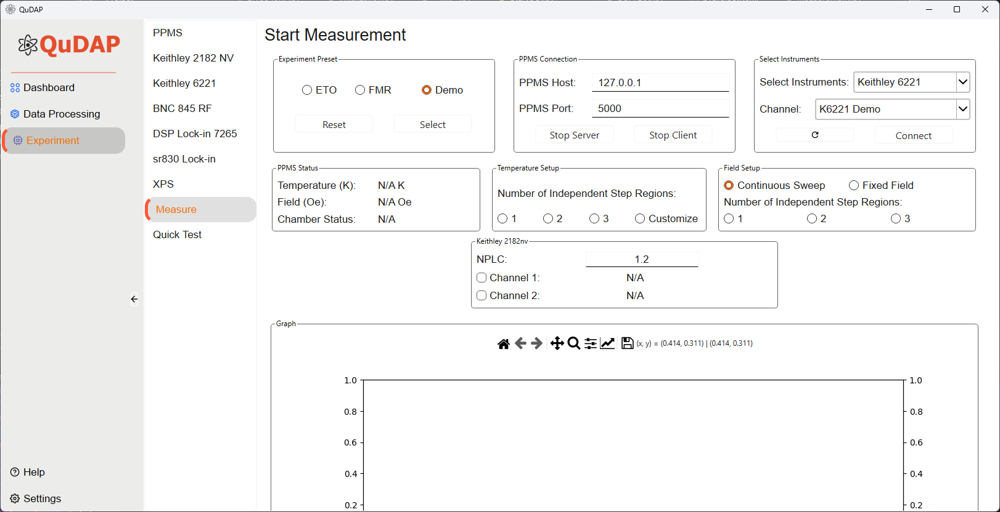 QuDAP
QuDAP
Dashboard
Data Processing
Experiment
Help
Settings
PPMS
Keithley 2182 NV
Keithley 6221
BNC 845 RF
DSP Lock-in 7265
sr830 Lock-in
XPS
Measure
Quick Test
Start Measurement
Experiment Preset
ETO FMR Demo
Reset Select
PPMS Connection
PPMS Host: 127.0.0.1
PPMS Port: 5000
Stop Server Stop Client
Select Instruments
Select Instruments: Keithley 6221
Channel: K6221 Demo
Connect
PPMS Status
Temperature (K): N/A K
Field (Oe): N/A Oe
Chamber Status: N/A
Temperature Setup
Number of Independent Step Regions:
1 2 3 Customize
Field Setup
Continuous Sweep Fixed Field
Number of Independent Step Regions:
1 2 3
Keithley 2182nv
NPLC: 1.2
Channel 1: N/A
Channel 2: N/A
Graph
(x, y) = (0.414, 0.311) | (0.414, 0.311)
1.0 1.0
0.8 0.8
0.6 0.6
0.4 0.4
0.2 0.2